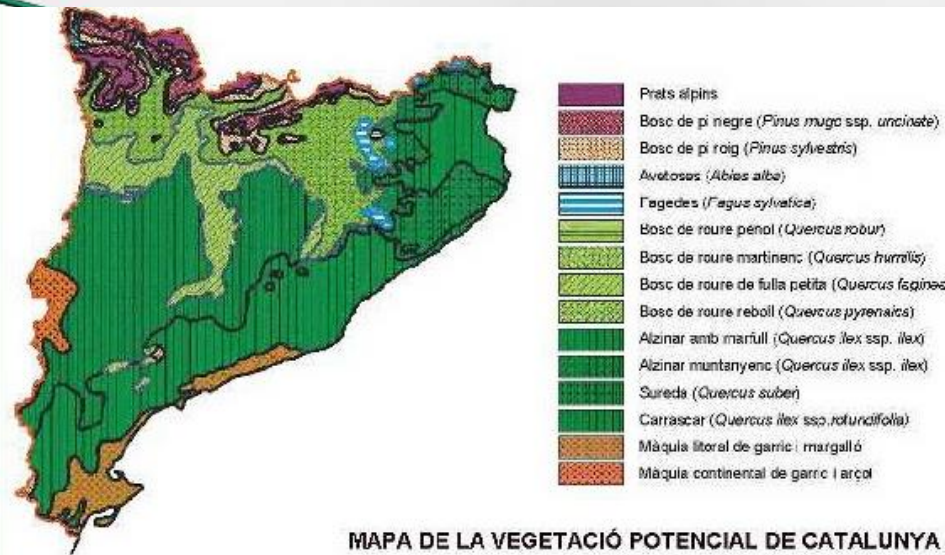 Prats alpins
Bosc de pi negre (Pinus mugo ssp. uncinate)
Bosc de pi roig (Pinus sylvestris)
Avetoses (Abies alba)
Fagedes (Fagus sylvatica)
Bosc de roure pènol (Quercus robur)
Bosc de roure martinenc (Quercus humilis)
Bosc de roure de fulla petita (Quercus faginea
Bosc de roure reboll (Quercus pyrenaica)
Alzinar amb marfull (Quercus ilex ssp. ilex)
Alzinar muntanyenc (Quercus ilex ssp. ilex)
Sureda (Quercus suber)
Carrascar (Quercus ilex ssp.rotundifolia)
Màquia litoral de garric i margalló
Màquia continental de garric i arçot
MAPA DE LA VEGETACIÓ POTENCIAL DE CATALUNYA